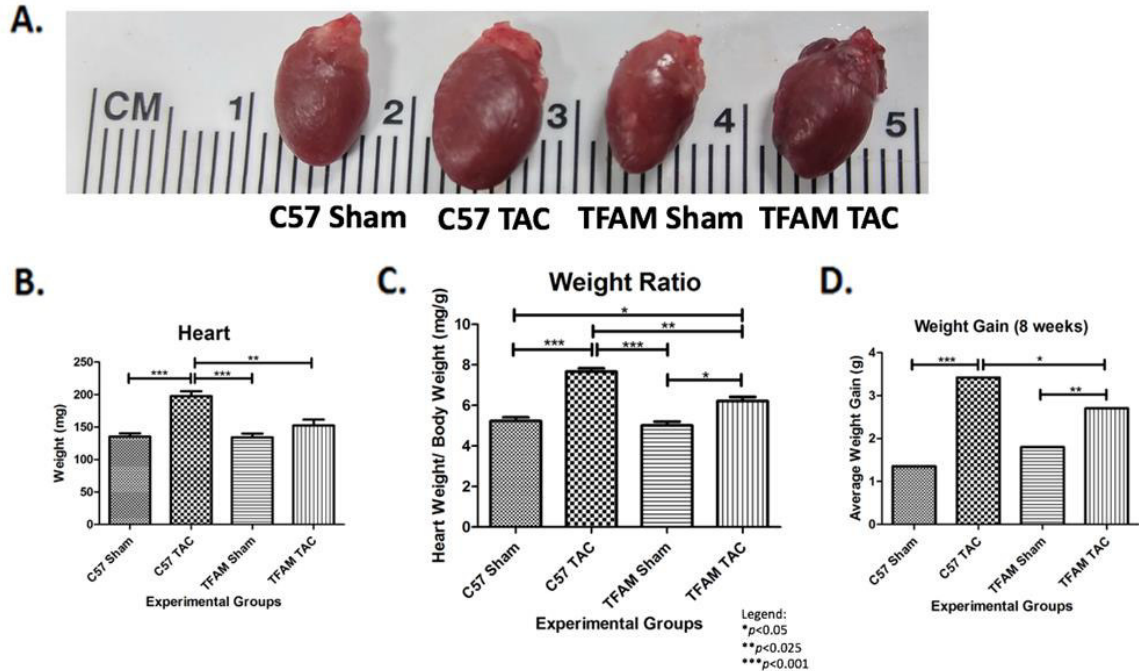 A.
CM 1 2 3 4 5
C57 Sham C57 TAC TFAM Sham TFAM TAC
B.
Heart
Weight (mg)
250
200
150
100
50
0
*** *** **
C57 Sham
C57 TAC
TFAM Sham
TFAM TAC
Experimental Groups
C.
Weight Ratio
Heart Weight/ Body Weight (mg/g)
10
8
6
4
2
0
*
**
*** ***
*
C57 Sham
C57 TAC
TFAM Sham
TFAM TAC
Experimental Groups
Legend:
*p<0.05
**p<0.025
***p<0.001
D.
Weight Gain (8 weeks)
Average Weight Gain (g)
4
3
2
1
0
*** *
**
C57 Sham
C57 TAC
TFAM Sham
TFAM TAC
Experimental Groups